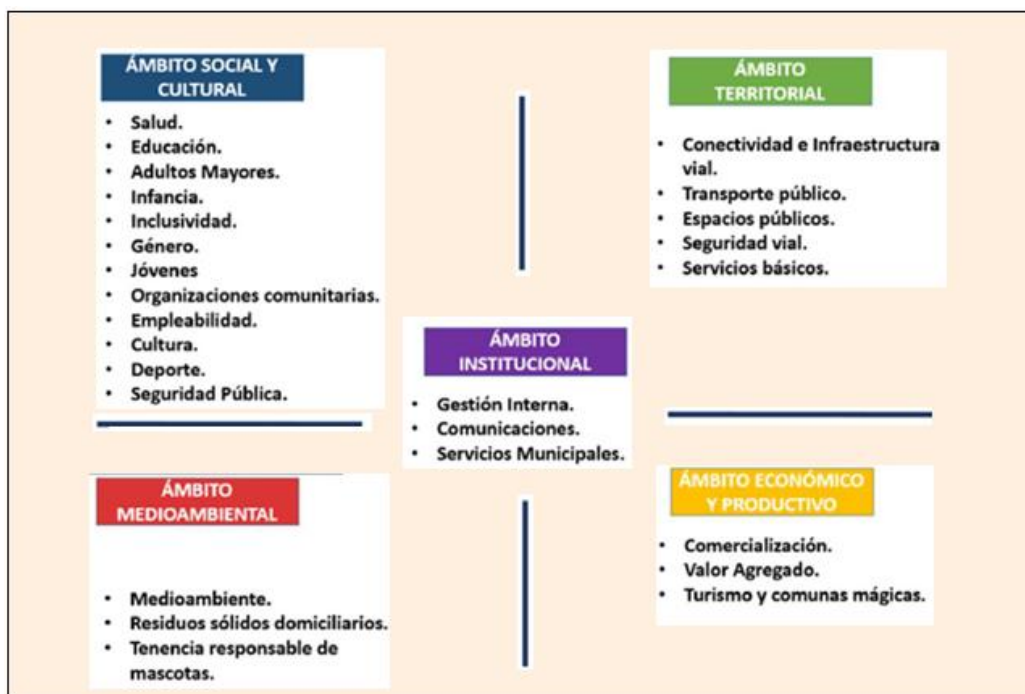 ÁMBITO SOCIAL Y
CULTURAL
• Salud.
• Educación.
• Adultos Mayores.
• Infancia.
• Inclusividad.
• Género.
• Jóvenes
• Organizaciones comunitarias.
• Empleabilidad.
• Cultura.
• Deporte.
• Seguridad Pública.
ÁMBITO
TERRITORIAL
• Conectividad e Infraestructura
vial.
• Transporte público.
• Espacios públicos.
• Seguridad vial.
• Servicios básicos.
ÁMBITO
INSTITUCIONAL
• Gestión Interna.
• Comunicaciones.
• Servicios Municipales.
ÁMBITO
MEDIOAMBIENTAL
• Medioambiente.
• Residuos sólidos domiciliarios.
• Tenencia responsable de
mascotas.
ÁMBITO ECONÓMICO
Y PRODUCTIVO
• Comercialización.
• Valor Agregado.
• Turismo y comunas mágicas.